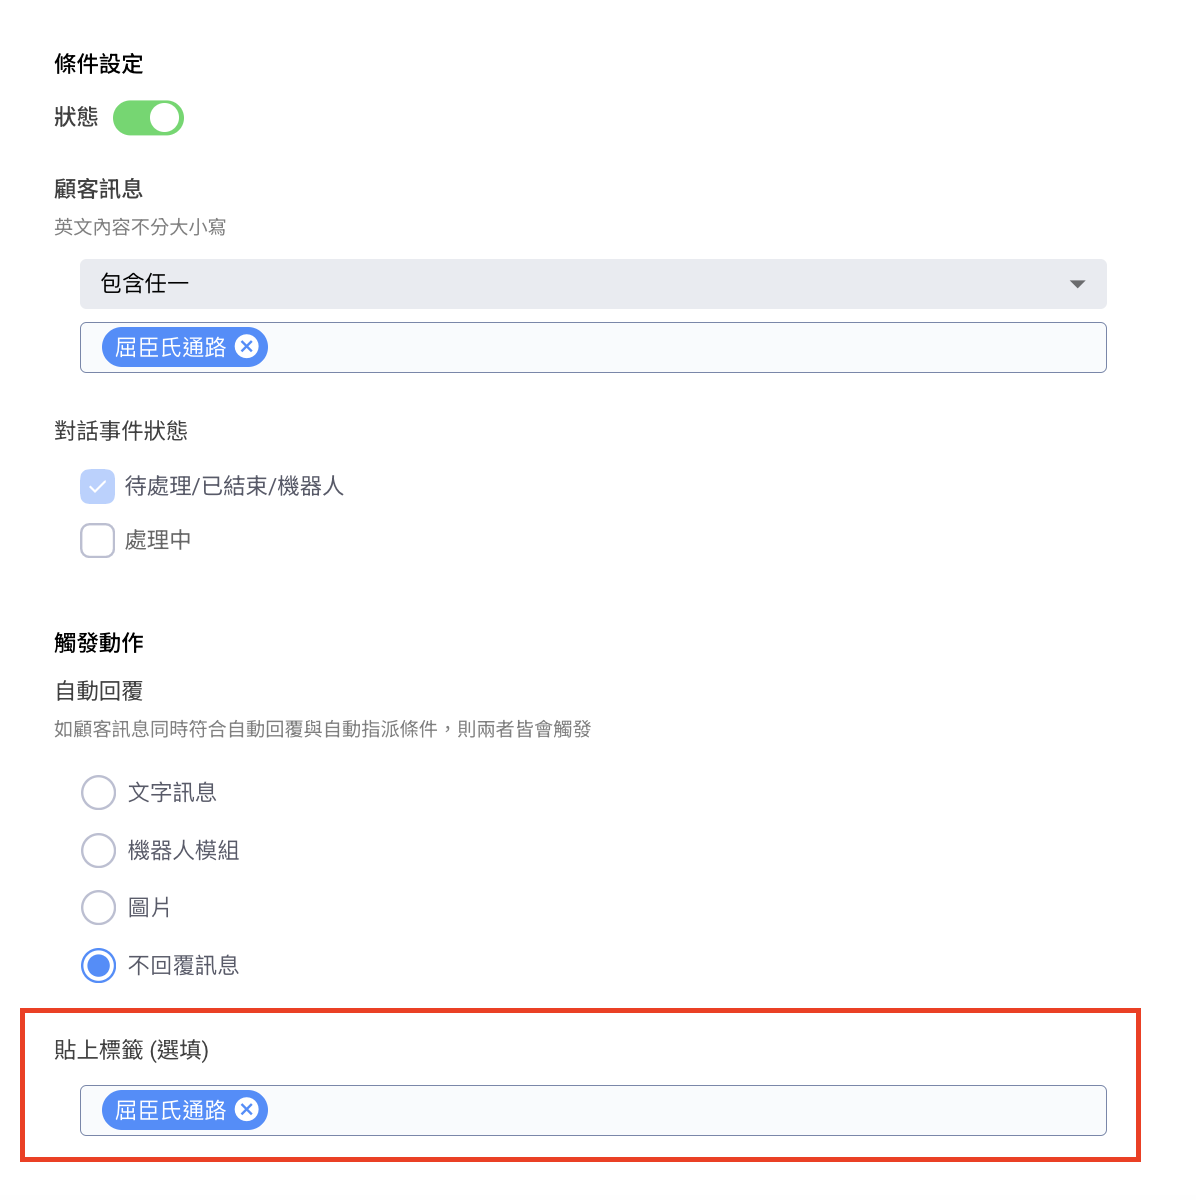 條件設定
狀態
顧客訊息
英文內容不分大小寫
包含任一
屈臣氏通路
對話事件狀態
待處理/已結束/機器人
處理中
觸發動作
自動回覆
如顧客訊息同時符合自動回覆與自動指派條件，則兩者皆會觸發
文字訊息
機器人模組
圖片
不回覆訊息
貼上標籤 (選填)
屈臣氏通路